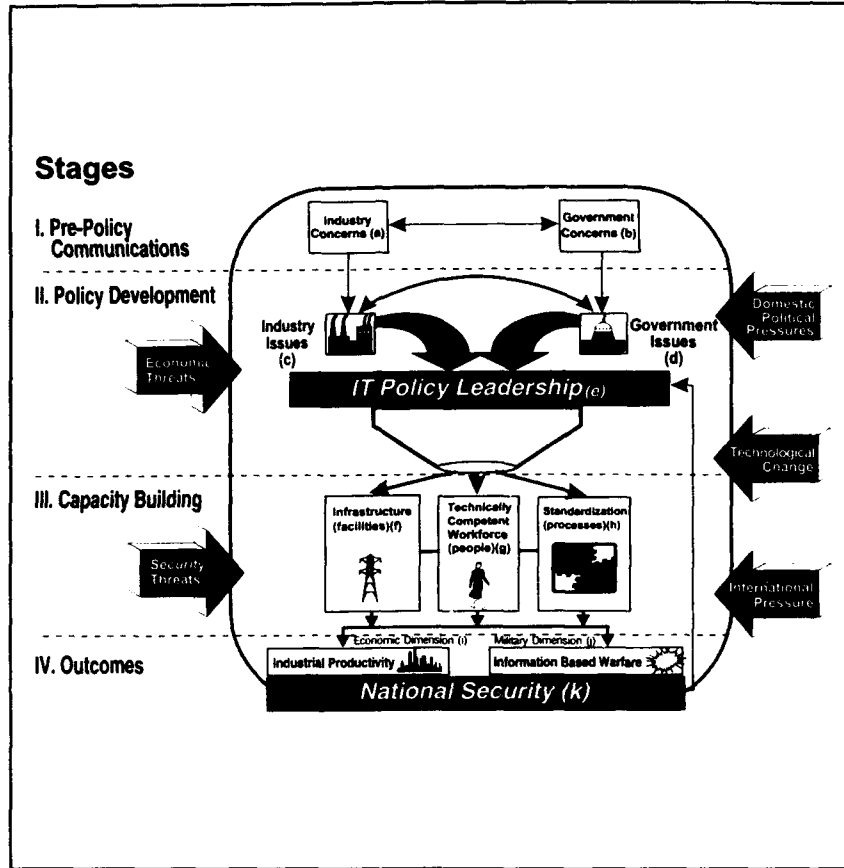 Stages
I. Pre-Policy
Communications
Industry
Concerns (a)
Government
Concerns (b)
II. Policy Development
Industry
Issues
(c)
Government
Issues
(d)
Domestic
Political
Pressures
Economic
Threats
IT Policy Leadership (e)
Technological
Change
III. Capacity Building
Infrastructure
(facilities)(f)
Technically
Competent
Workforce
(people)(g)
Standardization
(processes)(h)
Security
Threats
International
Pressure
Economic Dimension (i)
Military Dimension (j)
IV. Outcomes
Industrial Productivity
Information Based Warfare
National Security (k)